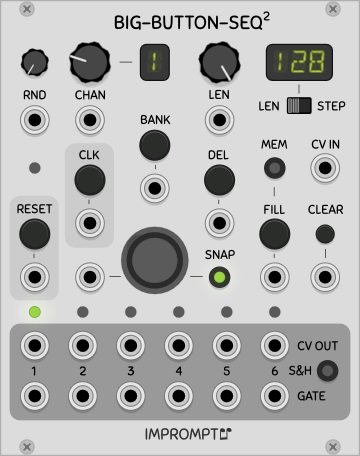 BIG-BUTTON-SEQ²
1
128
RND CHAN LEN
LEN STEP
BANK
MEM CV IN
CLK DEL
RESET FILL CLEAR
SNAP
CV OUT
1 2 3 4 5 6 S&H
GATE
IMPROMPT